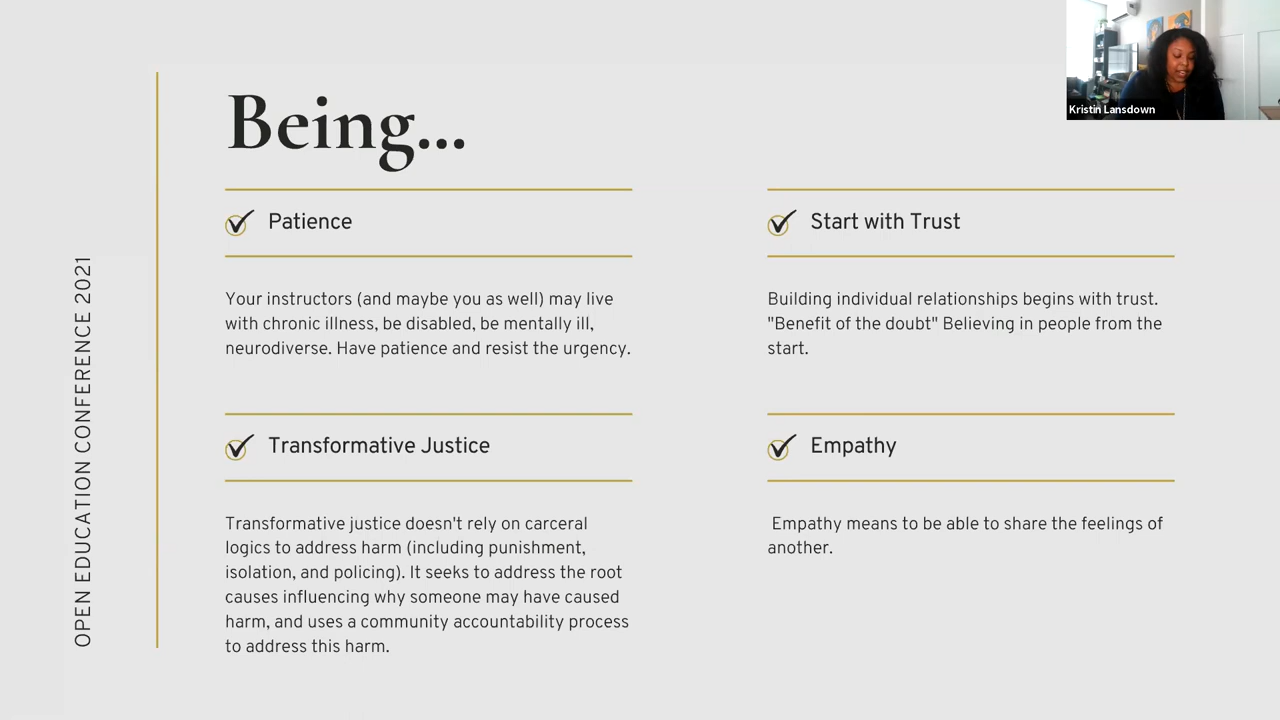 Kristin Lansdown
Being...
Patience
Your instructors (and maybe you as well) may live
with chronic illness, be disabled, be mentally ill,
neurodiverse. Have patience and resist the urgency.
Start with Trust
Building individual relationships begins with trust.
"Benefit of the doubt" Believing in people from the
start.
Transformative Justice
Transformative justice doesn't rely on carceral
logics to address harm (including punishment,
isolation, and policing). It seeks to address the root
causes influencing why someone may have caused
harm, and uses a community accountability process
to address this harm.
Empathy
Empathy means to be able to share the feelings of
another.
OPEN EDUCATION CONFERENCE 2021